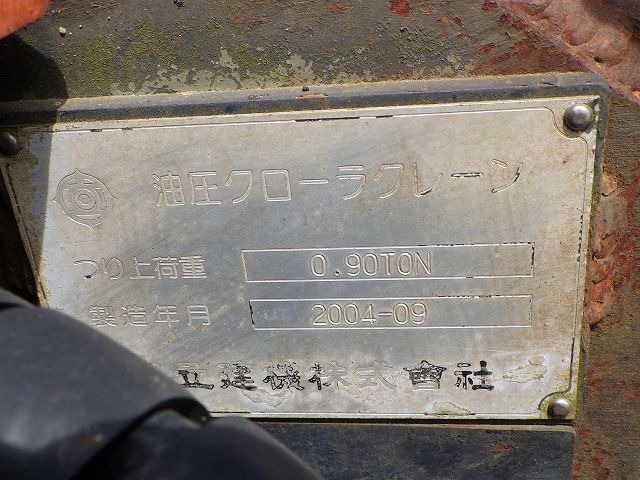 油圧クローラクレーン
つり上荷重 0.90TON
製造年月 2004-09
立建機株式會社